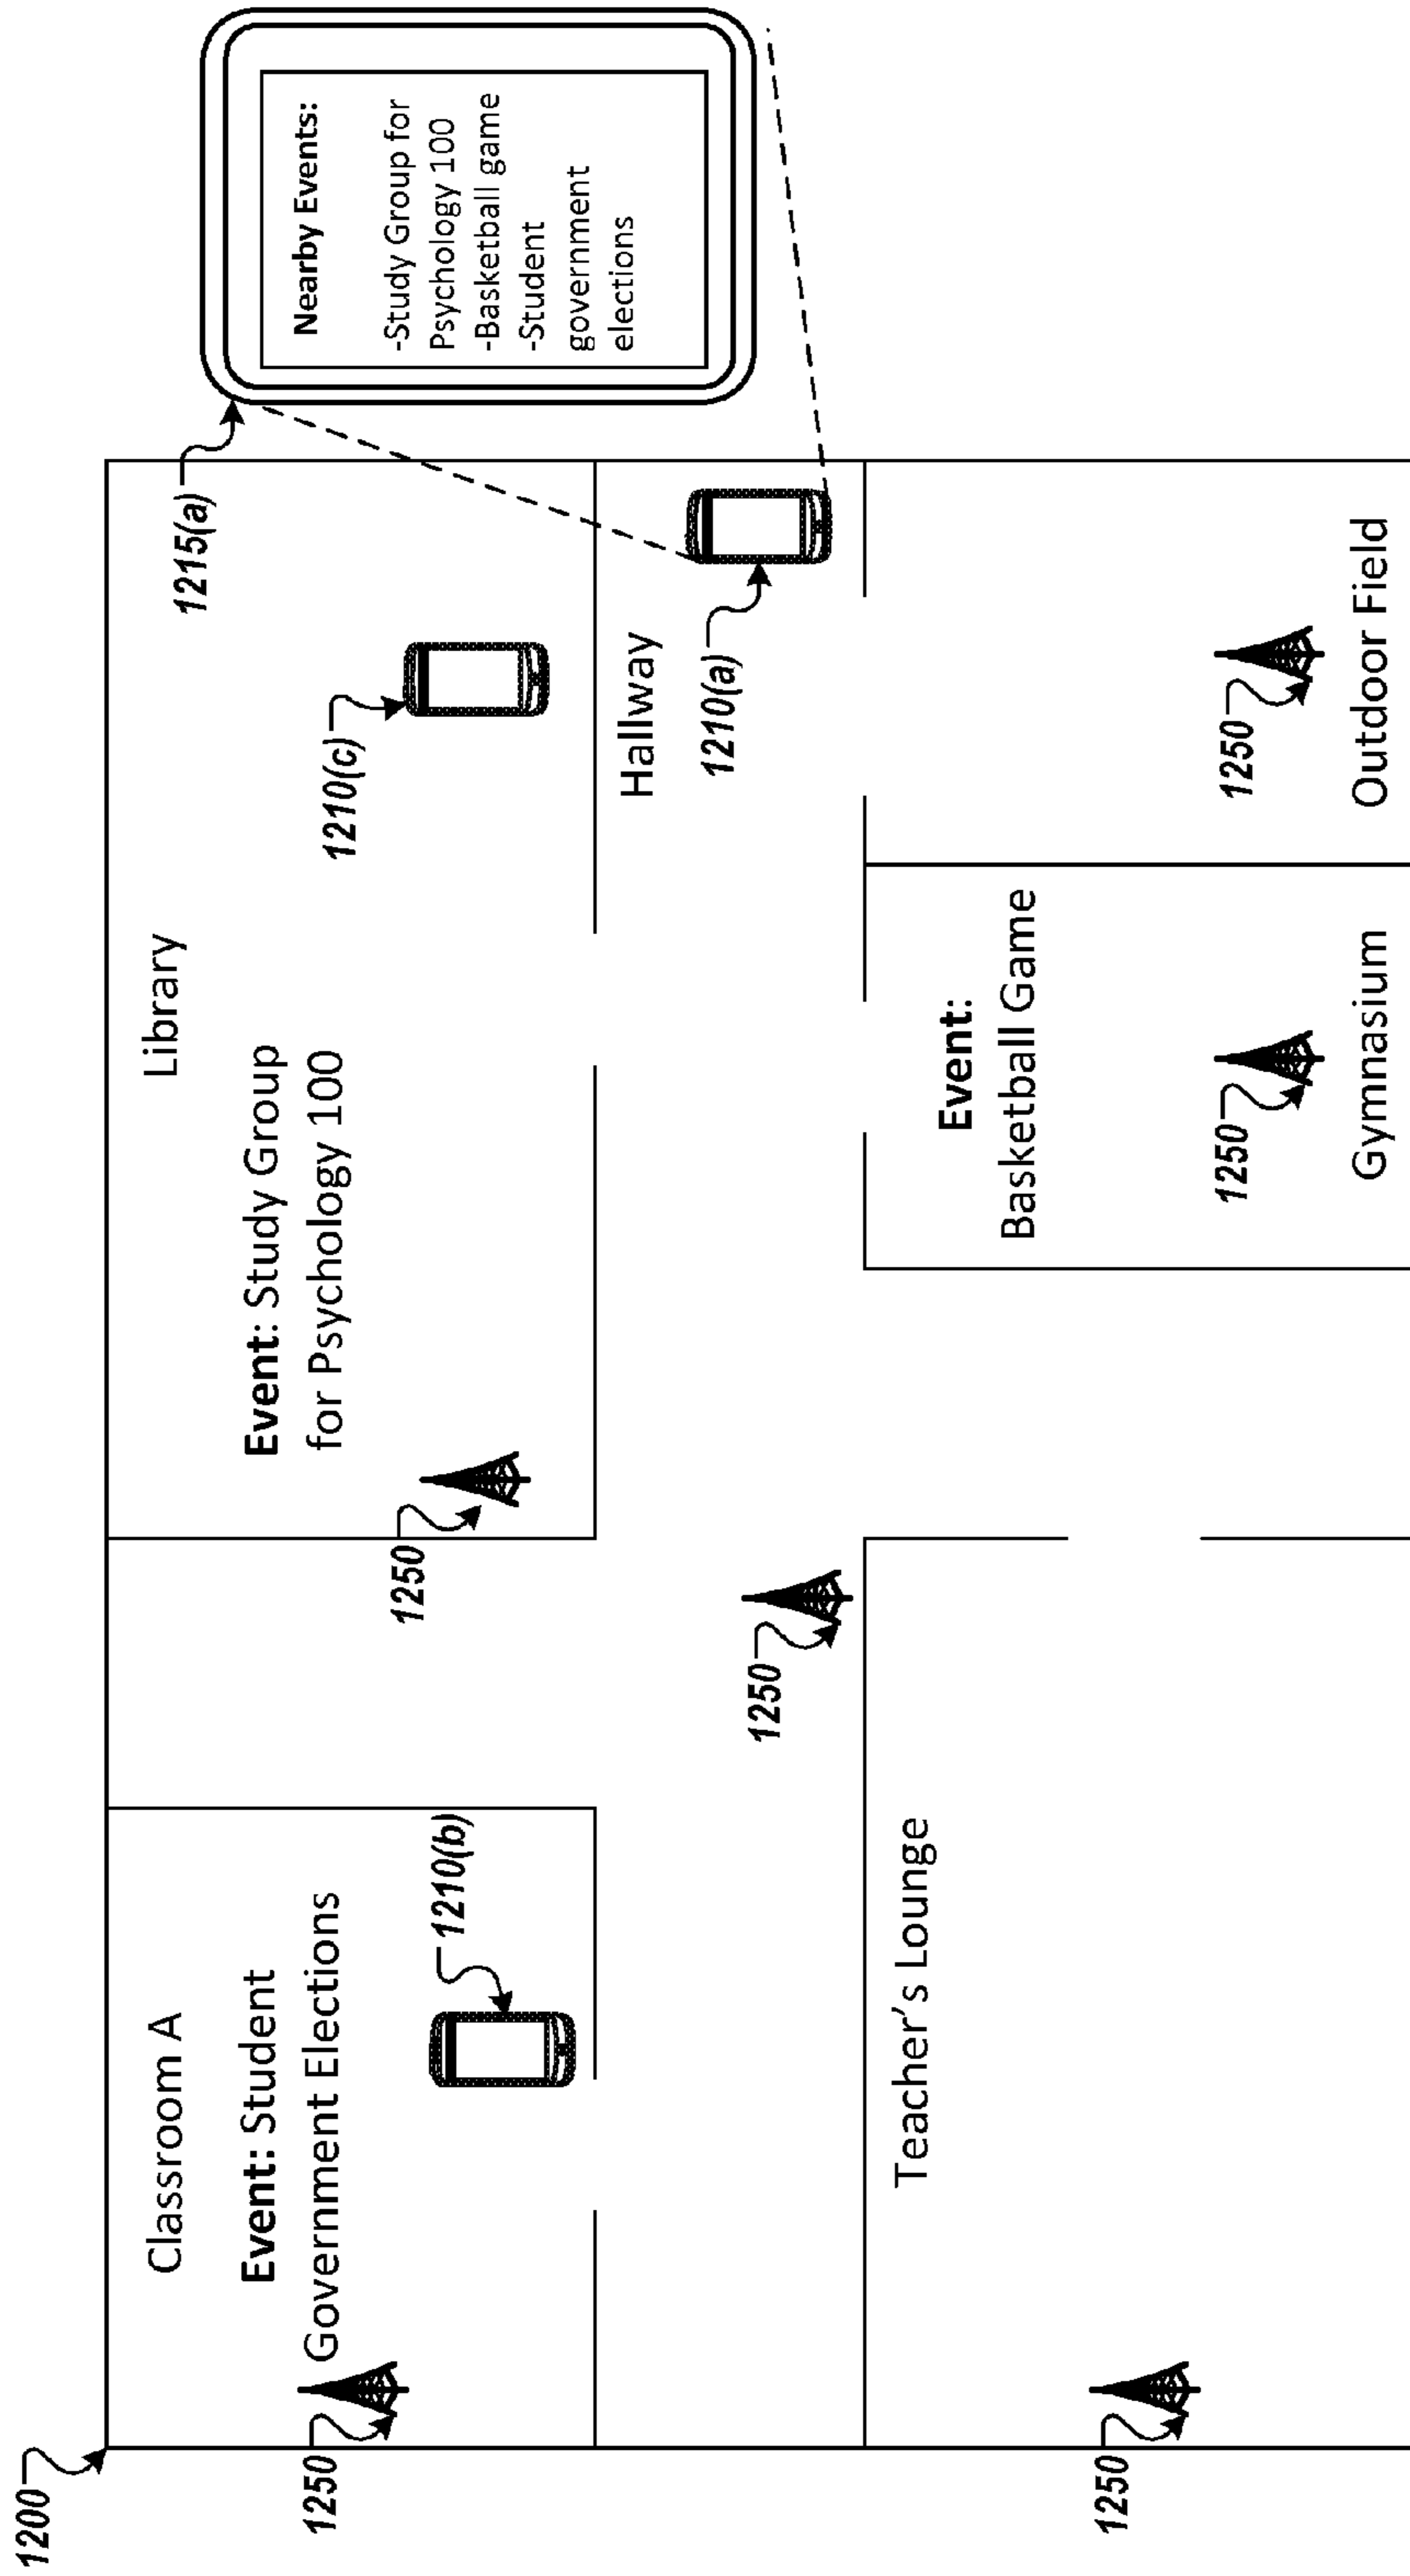 1200
Classroom A
Event: Student
Government Elections
1250
1210(b)
Library
Event: Study Group
for Psychology 100
1250
1210(c)
1215(a)
Nearby Events:
-Study Group for
Psychology 100
-Basketball game
-Student
government
elections
Hallway
1210(a)
1250
Teacher's Lounge
1250
Event:
Basketball Game
1250
Gymnasium
1250
Outdoor Field